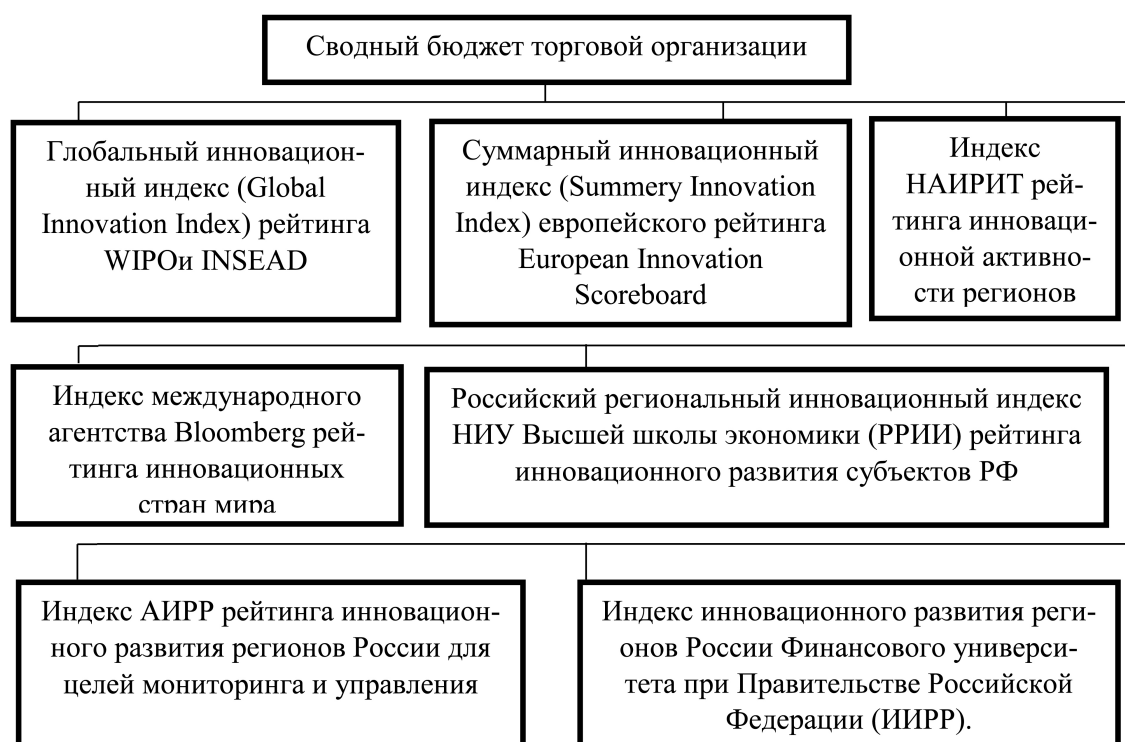 Сводный бюджет торговой организации
Глобальный инновацион-
ный индекс (Global
Innovation Index) рейтинга
WIPOи INSEAD
Суммарный инновационный
индекс (Summery Innovation
Index) европейского рейтинга
European Innovation
Scoreboard
Индекс
НАИРИТ рей-
тинга инноваци-
онной активно-
сти регионов
Индекс международного
агентства Bloomberg рей-
тинга инновационных
стран мира
Российский региональный инновационный индекс
НИУ Высшей школы экономики (РРИИ) рейтинга
инновационного развития субъектов РФ
Индекс АИРР рейтинга инновацион-
ного развития регионов России для
целей мониторинга и управления
Индекс инновационного развития реги-
онов России Финансового универси-
тета при Правительстве Российской
Федерации (ИИРР).